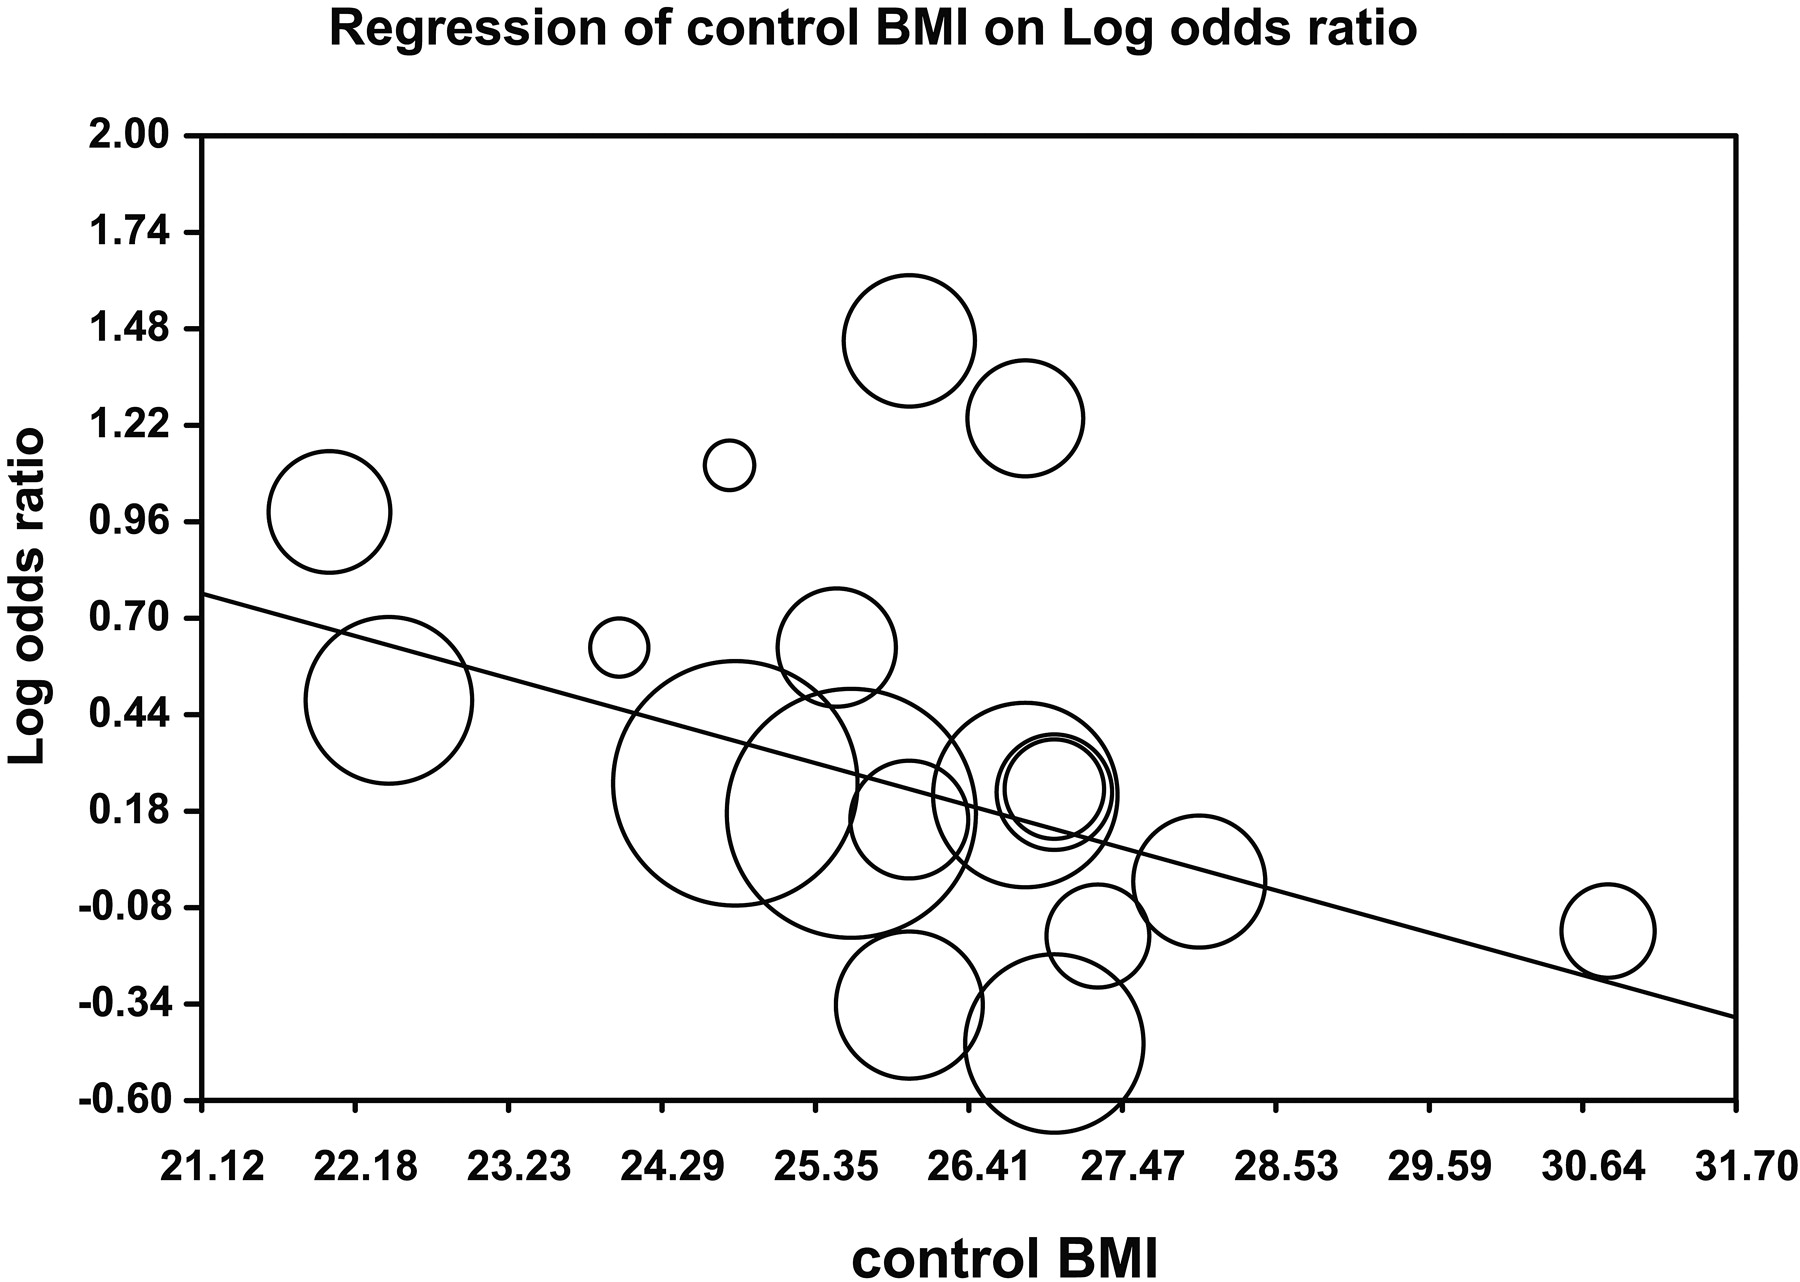 Regression of control BMI on Log odds ratio
2.00
1.74
1.48
1.22
0.96
0.70
0.44
0.18
-0.08
-0.34
-0.60
Log odds ratio
21.12 22.18 23.23 24.29 25.35 26.41 27.47 28.53 29.59 30.64 31.70
control BMI